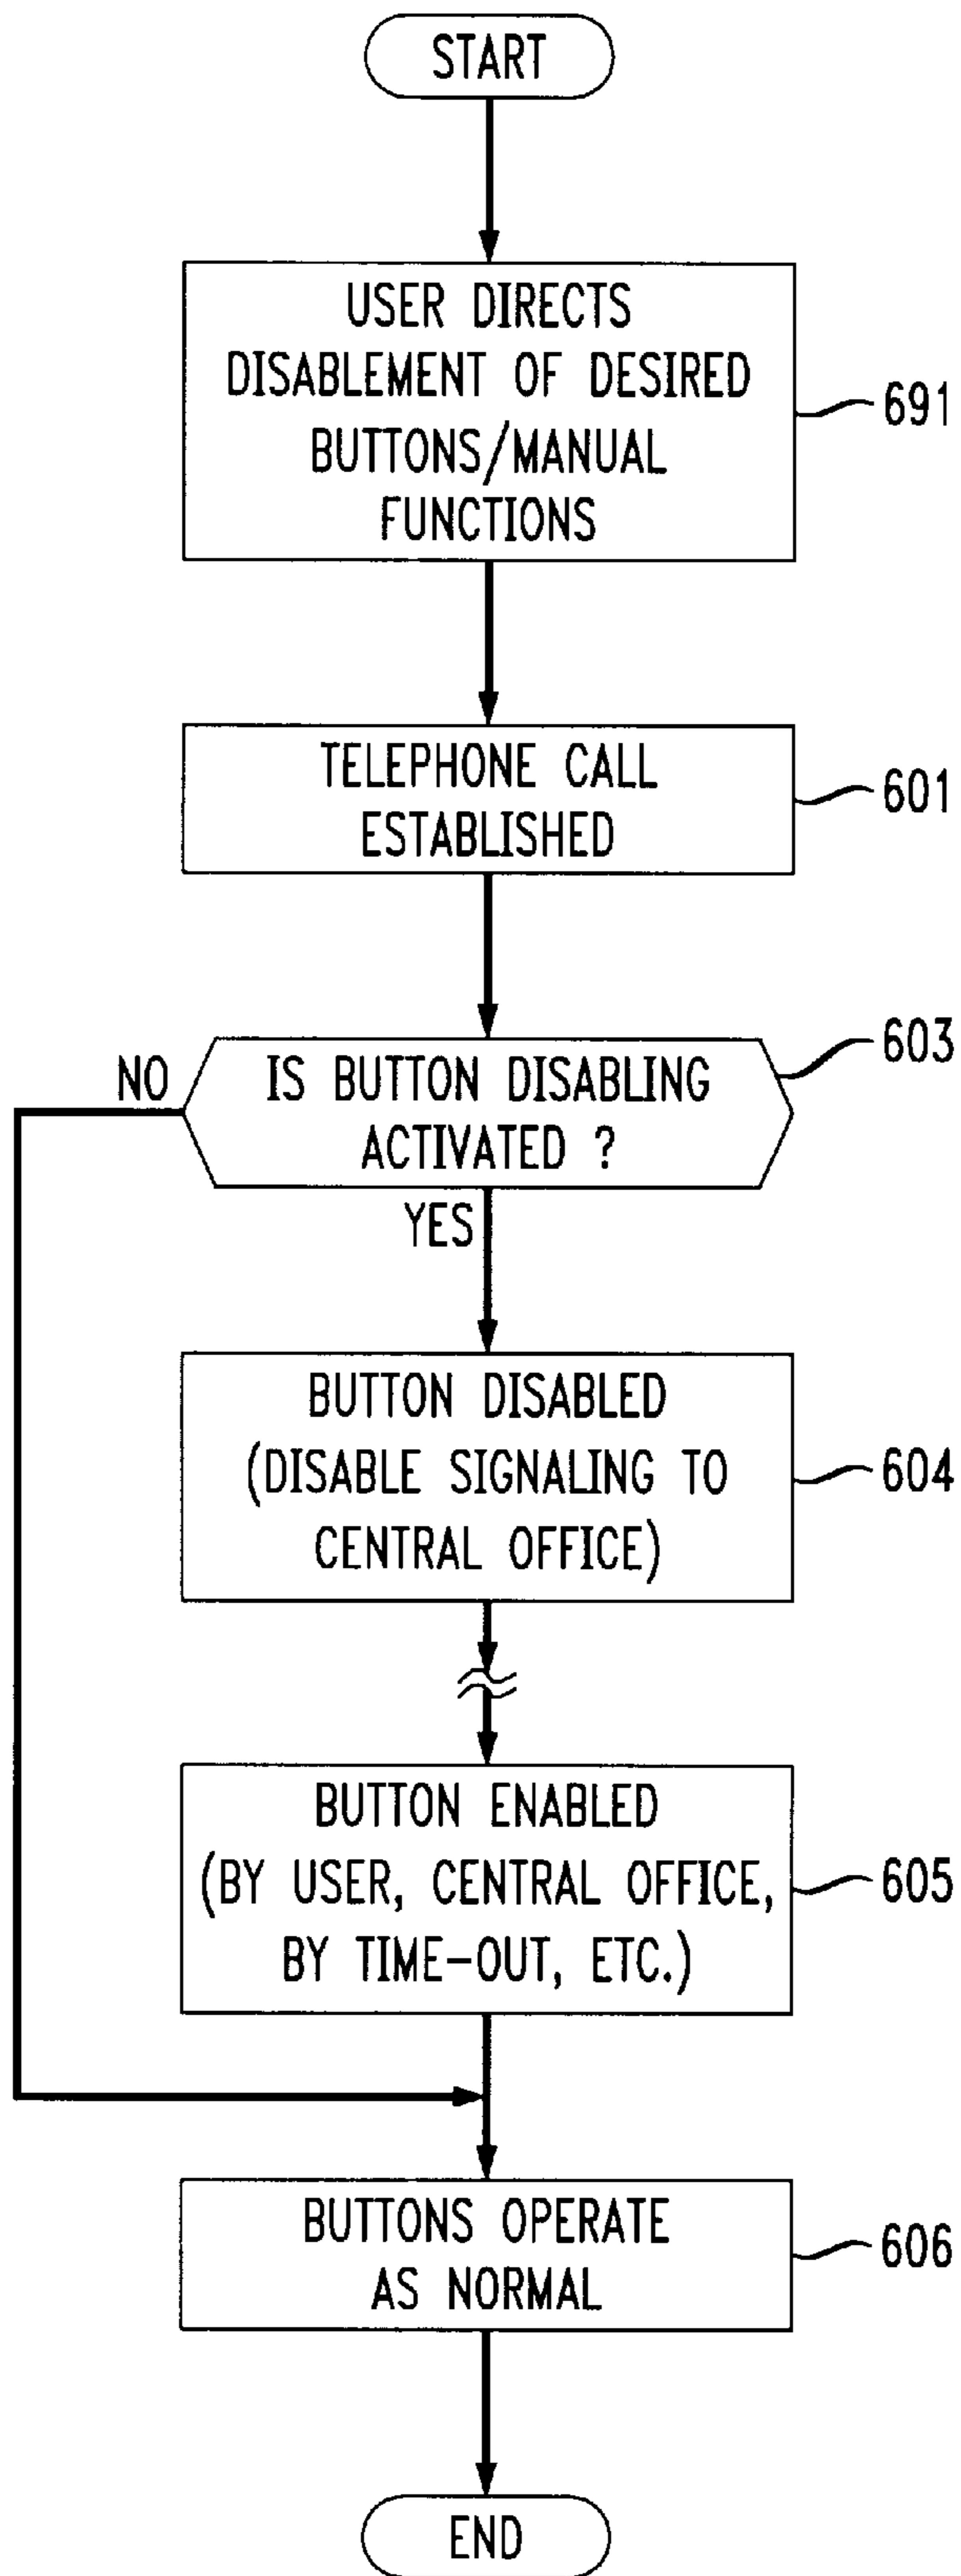 START
USER DIRECTS
DISABLEMENT OF DESIRED
BUTTONS/MANUAL
FUNCTIONS
691
TELEPHONE CALL
ESTABLISHED
601
603
NO
IS BUTTON DISABLING
ACTIVATED ?
YES
BUTTON DISABLED
(DISABLE SIGNALING TO
CENTRAL OFFICE)
604
BUTTON ENABLED
(BY USER, CENTRAL OFFICE,
BY TIME-OUT, ETC.)
605
BUTTONS OPERATE
AS NORMAL
606
END